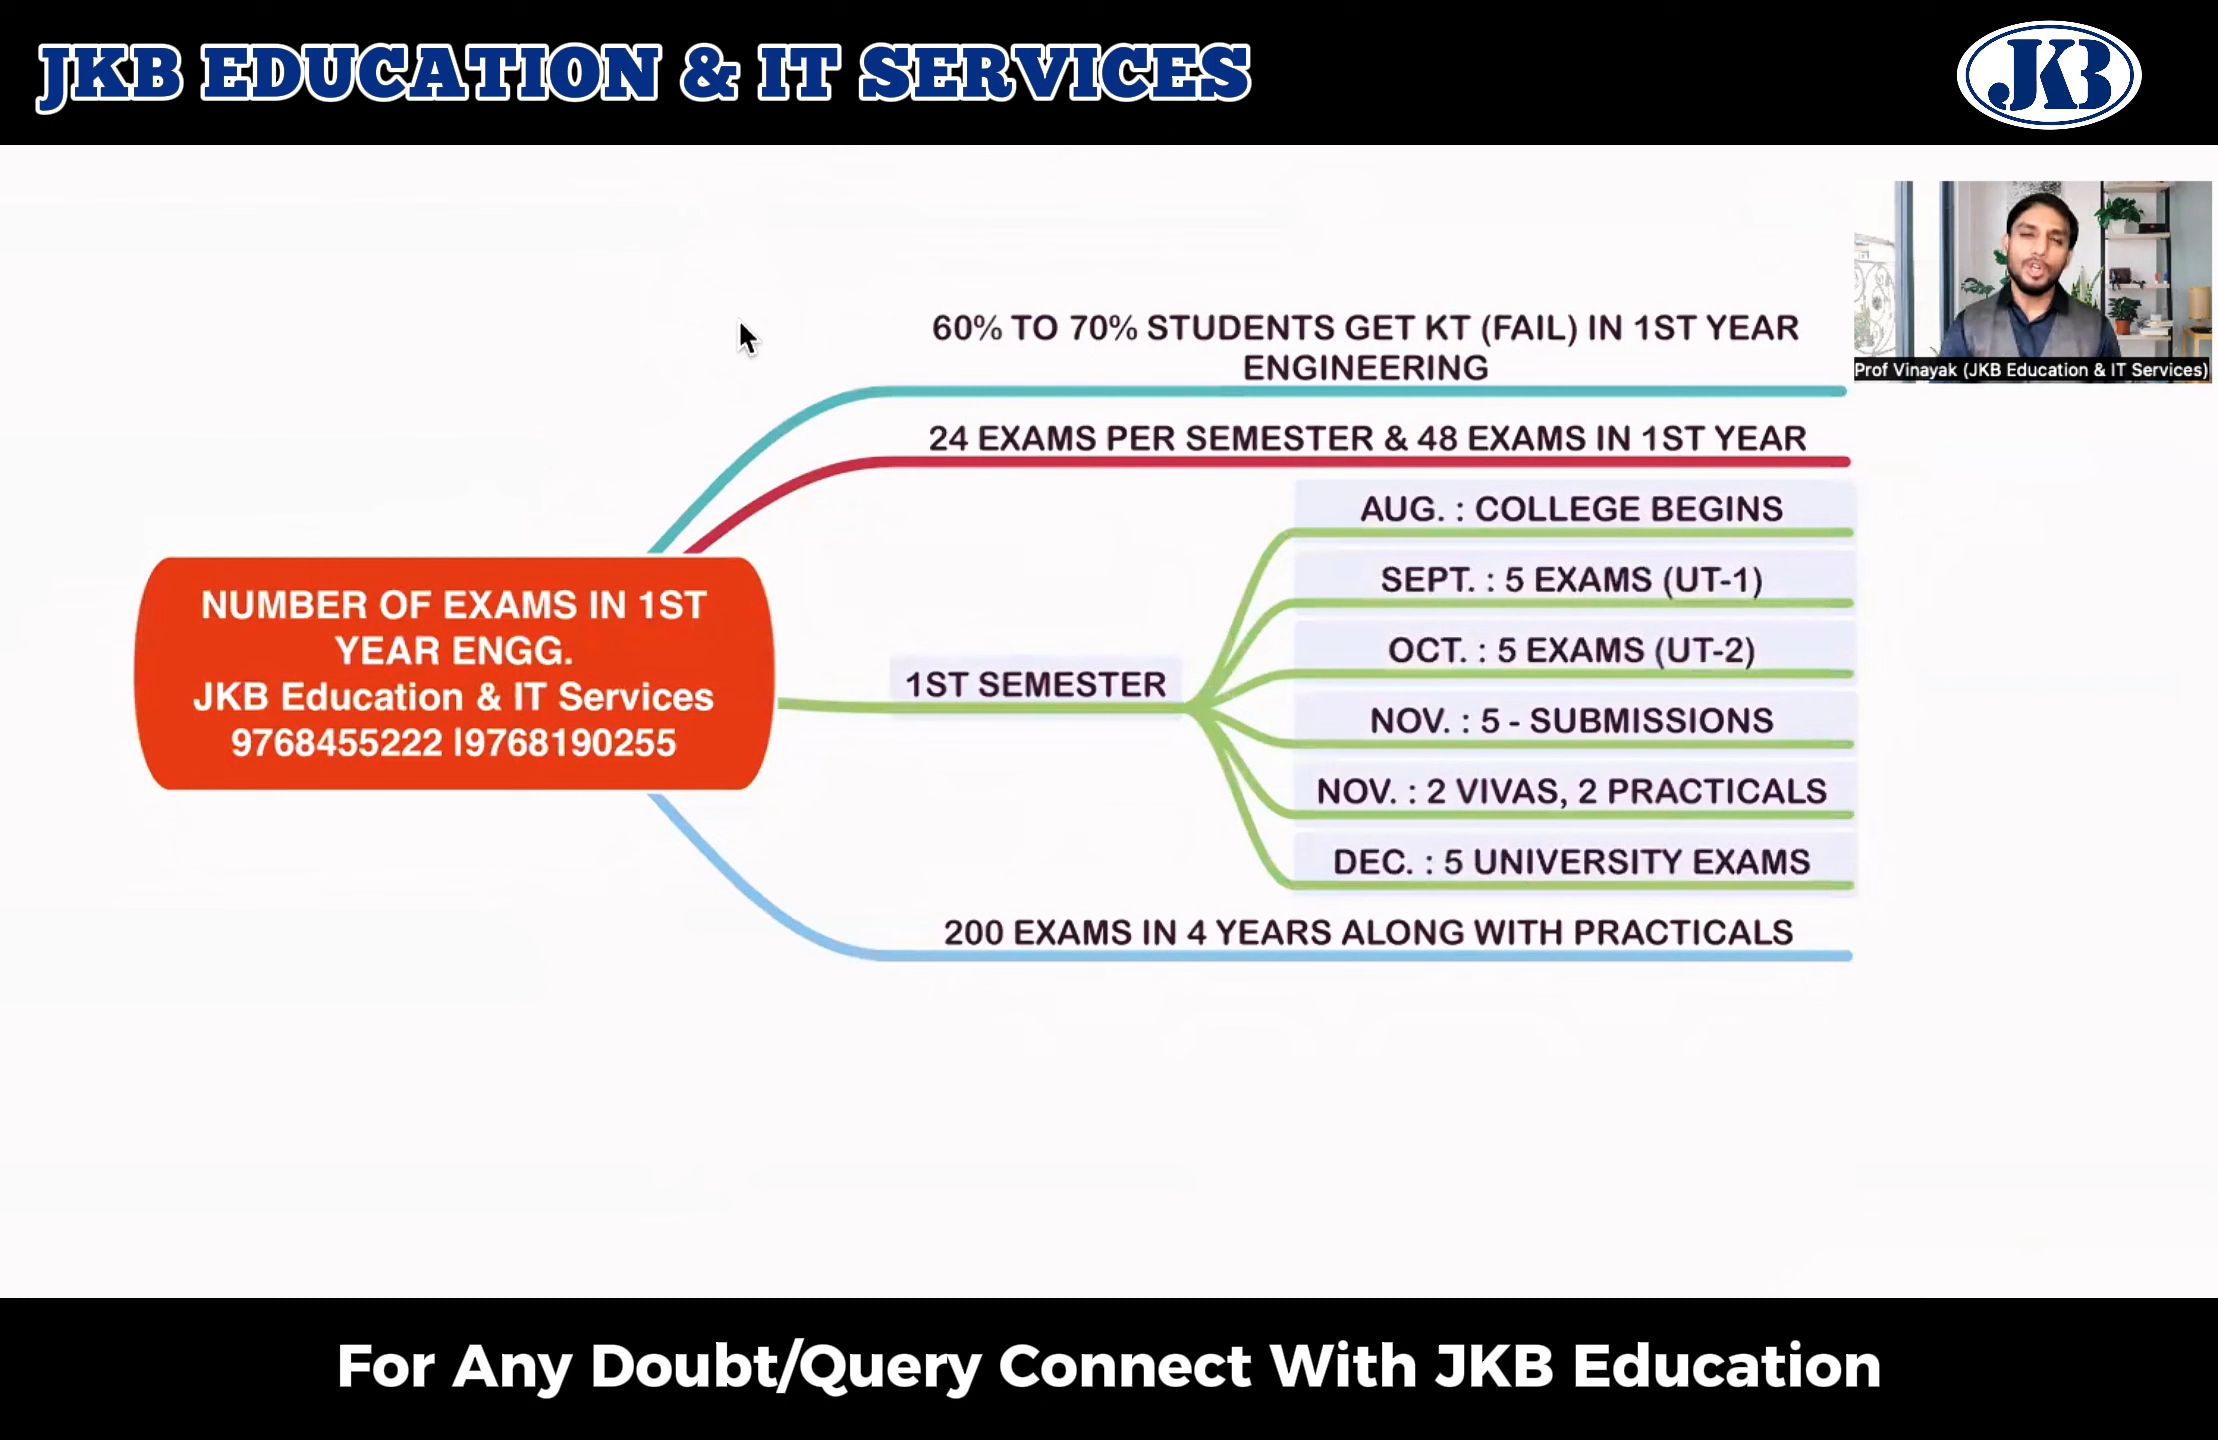 JKB EDUCATION & IT SERVICES
JKB
60% TO 70% STUDENTS GET KT (FAIL) IN 1ST YEAR
ENGINEERING
Prof Vinayak (JKB Education & IT Services)
24 EXAMS PER SEMESTER & 48 EXAMS IN 1ST YEAR
NUMBER OF EXAMS IN 1ST
YEAR ENGG.
JKB Education & IT Services
9768455222 |9768190255
1ST SEMESTER
AUG. : COLLEGE BEGINS
SEPT. : 5 EXAMS (UT-1)
OCT. : 5 EXAMS (UT-2)
NOV. : 5 - SUBMISSIONS
NOV. : 2 VIVAS, 2 PRACTICALS
DEC. : 5 UNIVERSITY EXAMS
200 EXAMS IN 4 YEARS ALONG WITH PRACTICALS
For Any Doubt/Query Connect With JKB Education